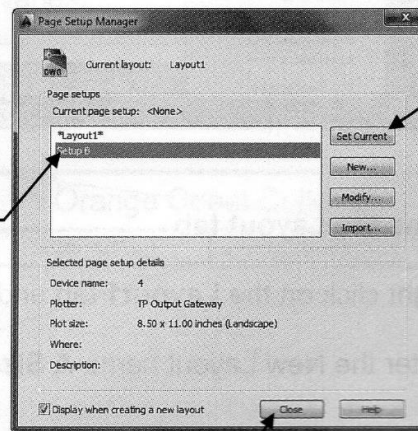 Page Setup Manager
DWG
Current layout: Layout1
Page setups
Current page setup: <None>
*Layout1*
Setup 6
Set Current
New...
Modify...
Import...
Selected page setup details
Device name: 4
Plotter: TP Output Gateway
Plot size: 8.50 x 11.00 inches (Landscape)
Where:
Description:
Display when creating a new layout
Close
Help